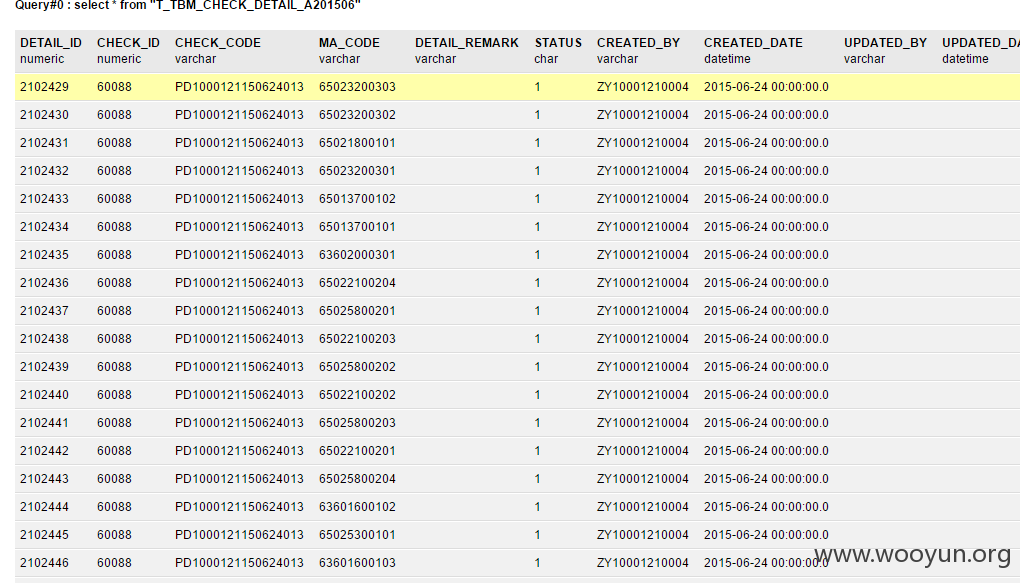 Query#0 : select * from "T_TBM_CHECK_DETAIL_A201506"
DETAIL_ID CHECK_ID CHECK_CODE MA_CODE DETAIL_REMARK STATUS CREATED_BY CREATED_DATE UPDATED_BY UPDATED_DA
numeric numeric varchar varchar varchar char varchar datetime varchar datetime
2102429 60088 PD1000121150624013 65023200303 1 ZY10001210004 2015-06-24 00:00:00.0
2102430 60088 PD1000121150624013 65023200302 1 ZY10001210004 2015-06-24 00:00:00.0
2102431 60088 PD1000121150624013 65021800101 1 ZY10001210004 2015-06-24 00:00:00.0
2102432 60088 PD1000121150624013 65023200301 1 ZY10001210004 2015-06-24 00:00:00.0
2102433 60088 PD1000121150624013 65013700102 1 ZY10001210004 2015-06-24 00:00:00.0
2102434 60088 PD1000121150624013 65013700101 1 ZY10001210004 2015-06-24 00:00:00.0
2102435 60088 PD1000121150624013 63602000301 1 ZY10001210004 2015-06-24 00:00:00.0
2102436 60088 PD1000121150624013 65022100204 1 ZY10001210004 2015-06-24 00:00:00.0
2102437 60088 PD1000121150624013 65025800201 1 ZY10001210004 2015-06-24 00:00:00.0
2102438 60088 PD1000121150624013 65022100203 1 ZY10001210004 2015-06-24 00:00:00.0
2102439 60088 PD1000121150624013 65025800202 1 ZY10001210004 2015-06-24 00:00:00.0
2102440 60088 PD1000121150624013 65022100202 1 ZY10001210004 2015-06-24 00:00:00.0
2102441 60088 PD1000121150624013 65025800203 1 ZY10001210004 2015-06-24 00:00:00.0
2102442 60088 PD1000121150624013 65022100201 1 ZY10001210004 2015-06-24 00:00:00.0
2102443 60088 PD1000121150624013 65025800204 1 ZY10001210004 2015-06-24 00:00:00.0
2102444 60088 PD1000121150624013 63601600102 1 ZY10001210004 2015-06-24 00:00:00.0
2102445 60088 PD1000121150624013 65025300101 1 ZY10001210004 2015-06-24 00:00:00.0
2102446 60088 PD1000121150624013 63601600103 1 ZY10001210004 2015-06-24 00:00:00.0
www.wooyun.org